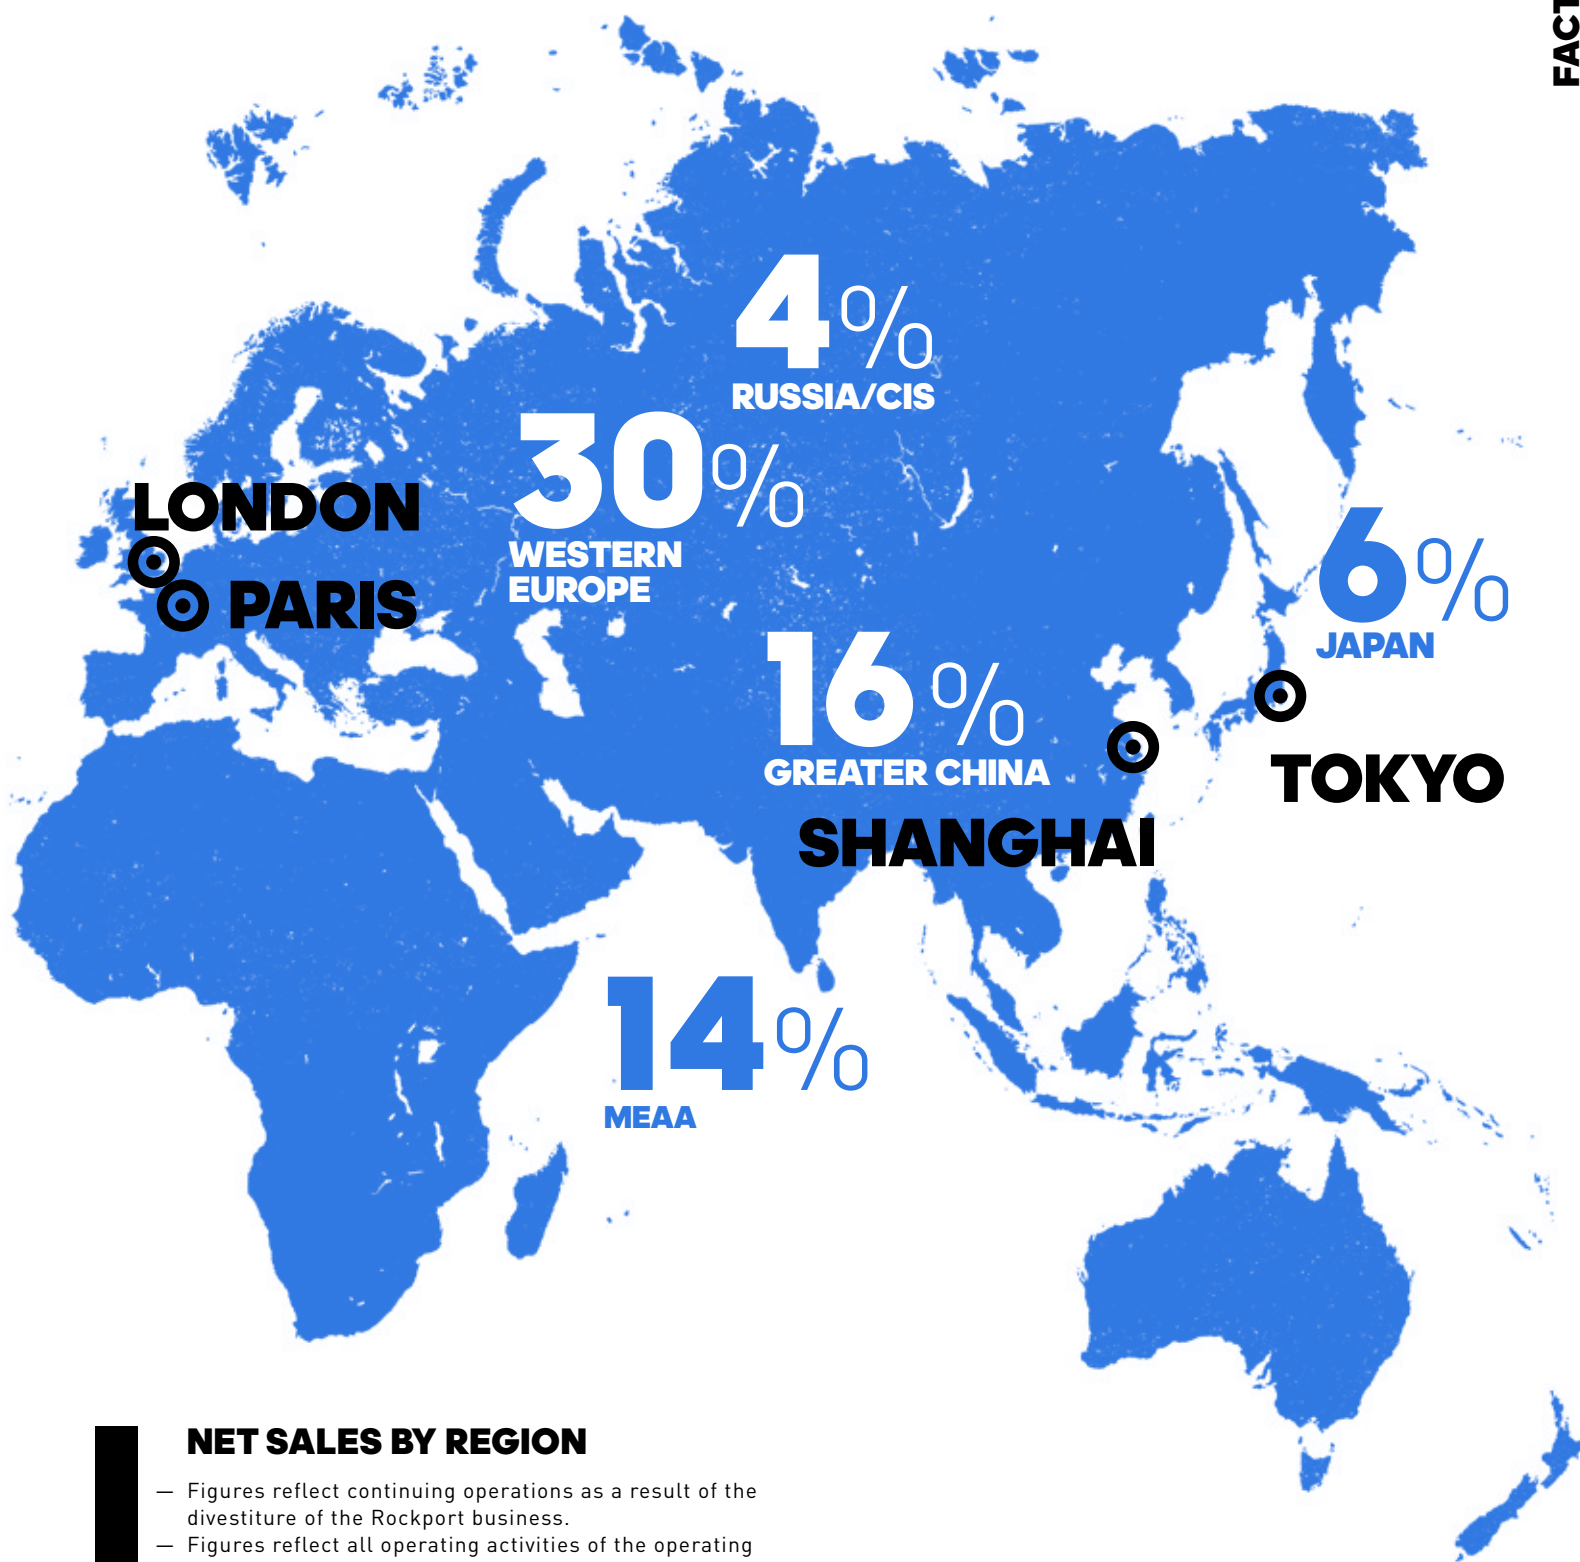 4%
RUSSIA/CIS
30%
WESTERN
EUROPE
LONDON
PARIS
6%
JAPAN
16%
GREATER CHINA
TOKYO
SHANGHAI
14%
MEAA
NET SALES BY REGION
— Figures reflect continuing operations as a result of the
divestiture of the Rockport business.
— Figures reflect all operating activities of the operating